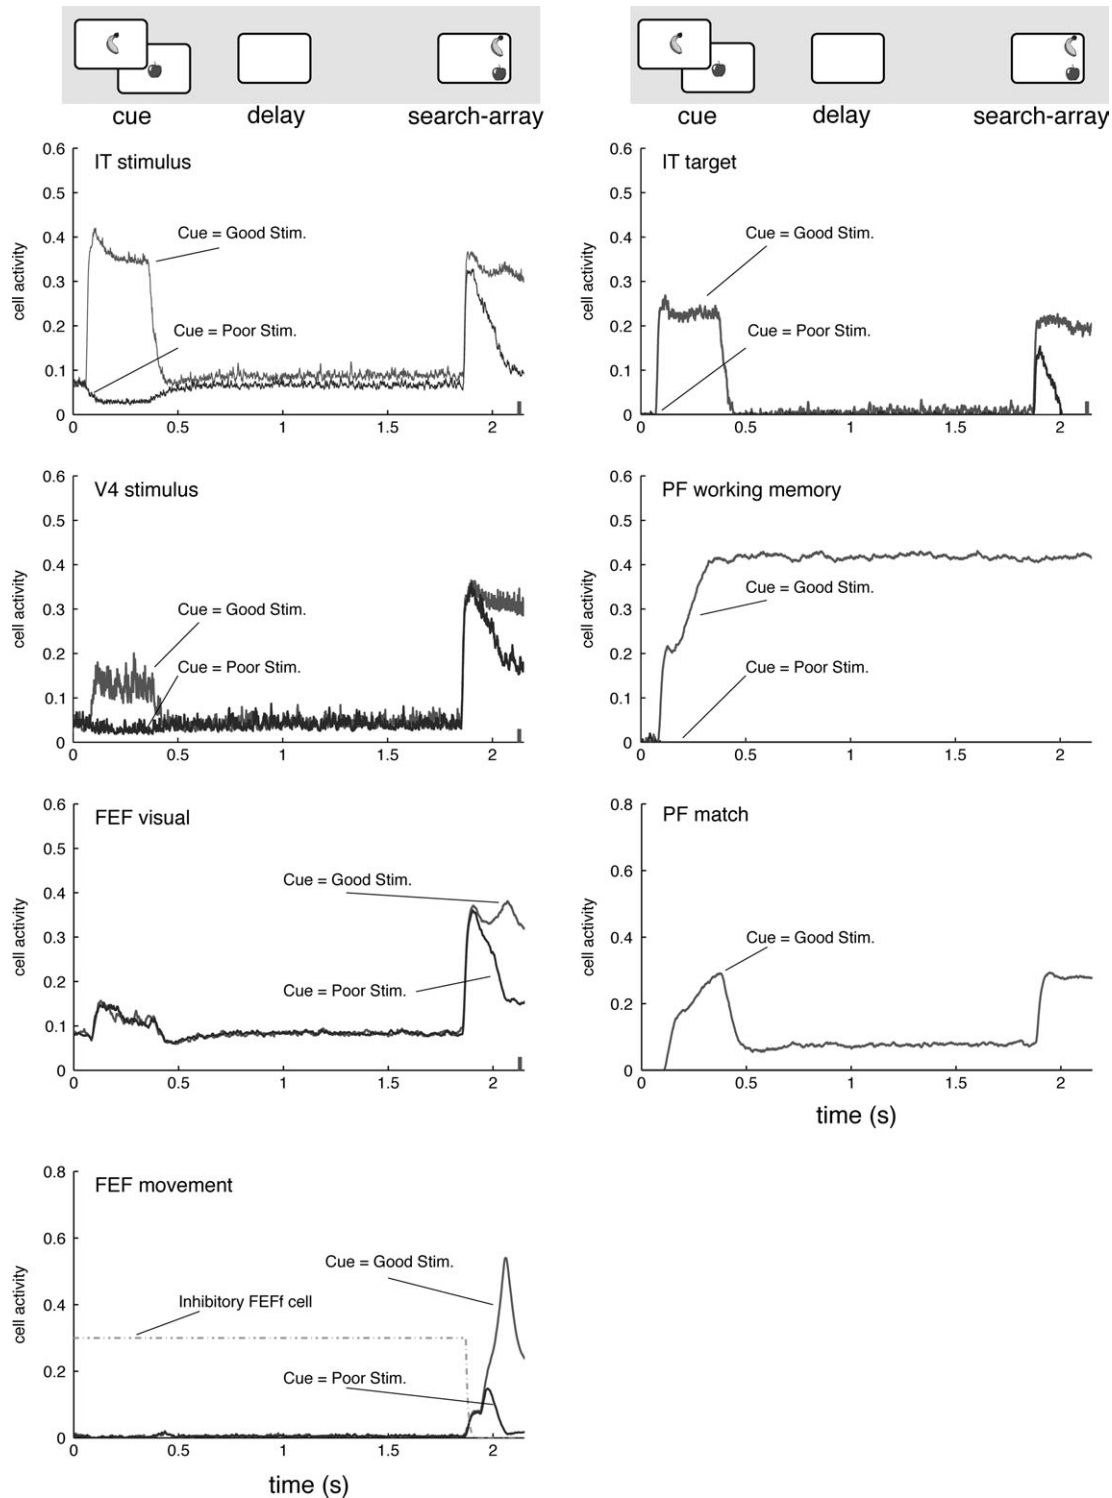 cue delay search-array
cue delay search-array
IT stimulus
0.6
0.5
0.4
0.3
0.2
0.1
0
cell activity
Cue = Good Stim.
Cue = Poor Stim.
0 0.5 1 1.5 2
IT target
0.6
0.5
0.4
0.3
0.2
0.1
0
cell activity
Cue = Good Stim.
Cue = Poor Stim.
0 0.5 1 1.5 2
V4 stimulus
0.6
0.5
0.4
0.3
0.2
0.1
0
cell activity
Cue = Good Stim.
Cue = Poor Stim.
0 0.5 1 1.5 2
PF working memory
0.6
0.5
0.4
0.3
0.2
0.1
0
cell activity
Cue = Good Stim.
Cue = Poor Stim.
0 0.5 1 1.5 2
FEF visual
0.6
0.5
0.4
0.3
0.2
0.1
0
cell activity
Cue = Good Stim.
Cue = Poor Stim.
0 0.5 1 1.5 2
PF match
0.8
0.6
0.4
0.2
0
cell activity
Cue = Good Stim.
0 0.5 1 1.5 2
time (s)
FEF movement
0.8
0.6
0.4
0.2
0
cell activity
Cue = Good Stim.
Inhibitory FEFf cell
Cue = Poor Stim.
0 0.5 1 1.5 2
time (s)